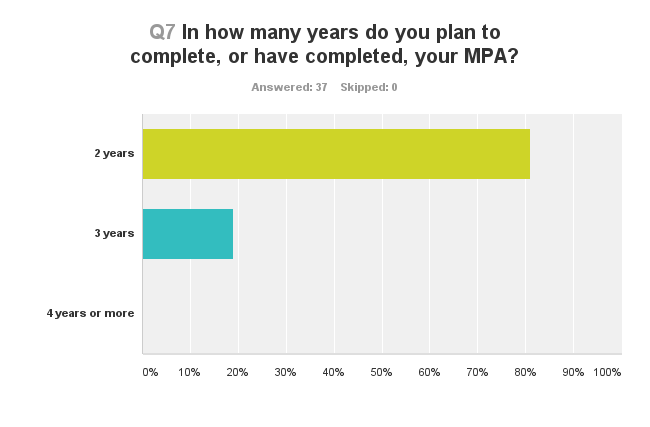 Q7 In how many years do you plan to
complete, or have completed, your MPA?
Answered: 37 Skipped: 0
2 years
3 years
4 years or more
0% 10% 20% 30% 40% 50% 60% 70% 80% 90% 100%